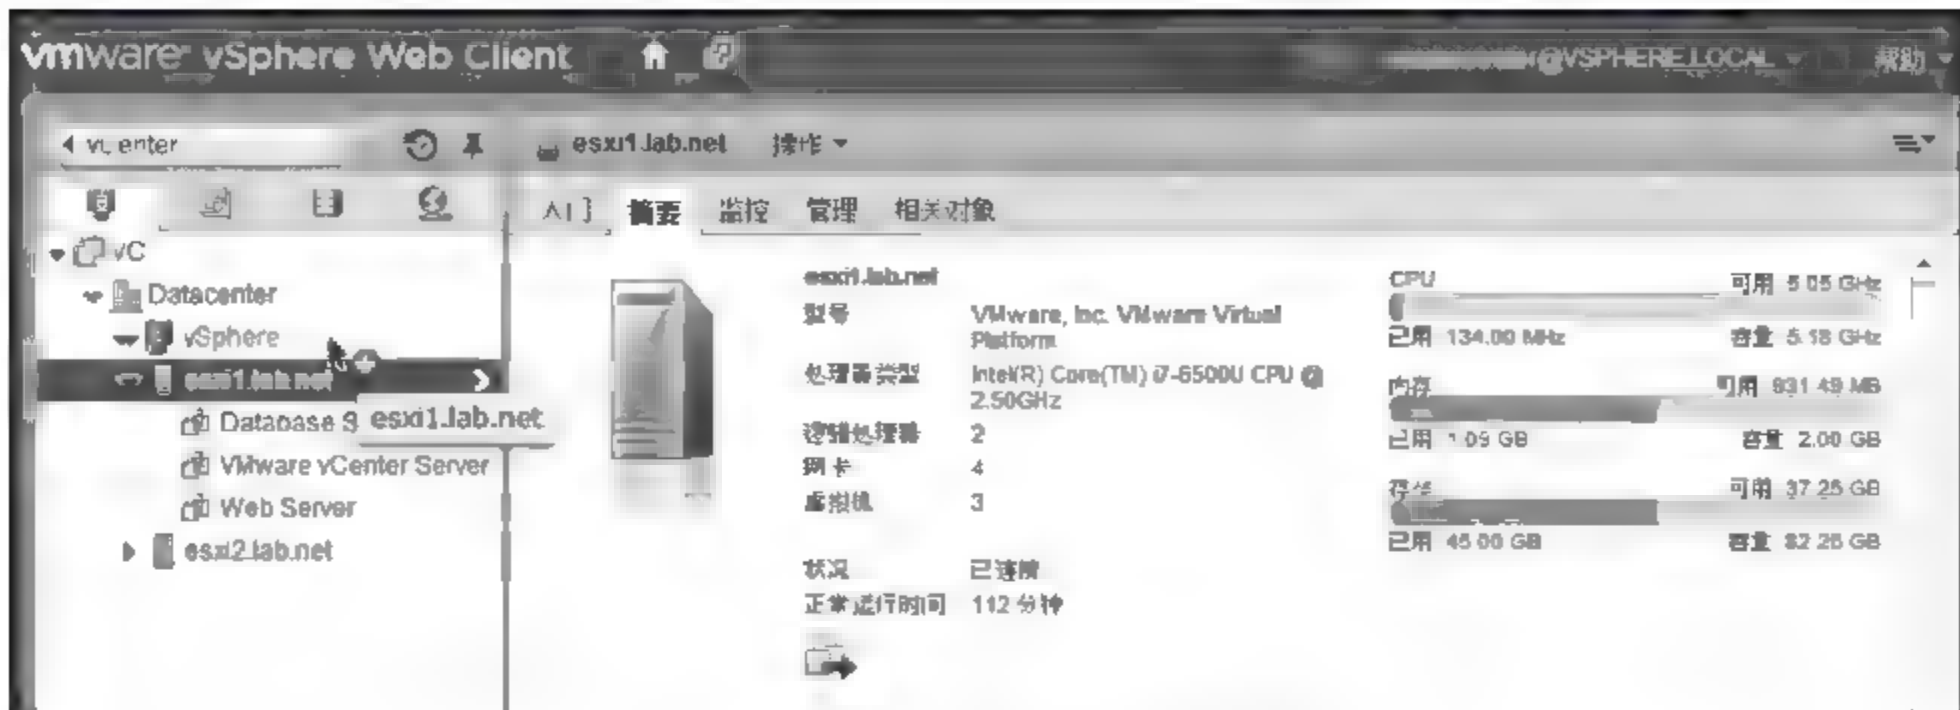 vmware vSphere Web Client
@VSPHERE.LOCAL 帮助
vCenter
esxi1.lab.net 操作
摘要 监控 管理 相关对象
vC
Datacenter
vSphere
esxi1.lab.net
esxi1.lab.net
Database S
VMware vCenter Server
Web Server
esxi2.lab.net
esxi1.lab.net
型号 VMware, Inc. VMware Virtual Platform
处理器类型 Intel(R) Core(TM) i7-6500U CPU @ 2.50GHz
逻辑处理器 2
网卡 4
虚拟机 3
状况 已连接
正常运行时间 112 分钟
CPU 可用 5.05 GHz
已用 134.00 MHz 容量 5.18 GHz
内存 可用 931.49 MB
已用 1.09 GB 容量 2.00 GB
存储 可用 37.25 GB
已用 45.00 GB 容量 82.25 GB